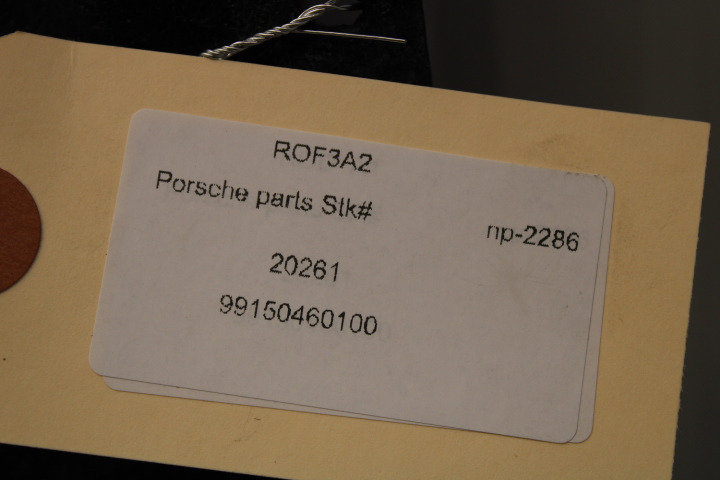 ROF3A2
Porsche parts Stk#
np-2286
20261
99150460100